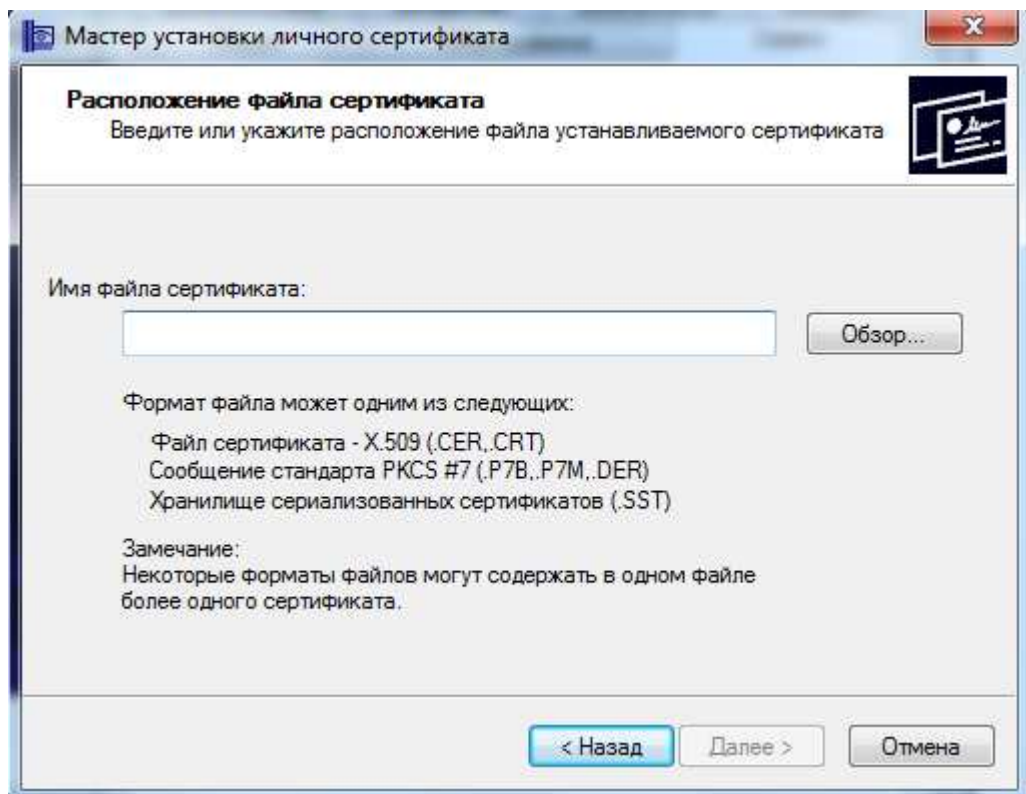 Мастер установки личного сертификата
Расположение файла сертификата
Введите или укажите расположение файла устанавливаемого сертификата
Имя файла сертификата:
Обзор...
Формат файла может одним из следующих:
Файл сертификата - X.509 (.CER,.CRT)
Сообщение стандарта PKCS #7 (.P7B,.P7M,.DER)
Хранилище сериализованных сертификатов (.SST)
Замечание:
Некоторые форматы файлов могут содержать в одном файле
более одного сертификата.
< Назад
Далее >
Отмена